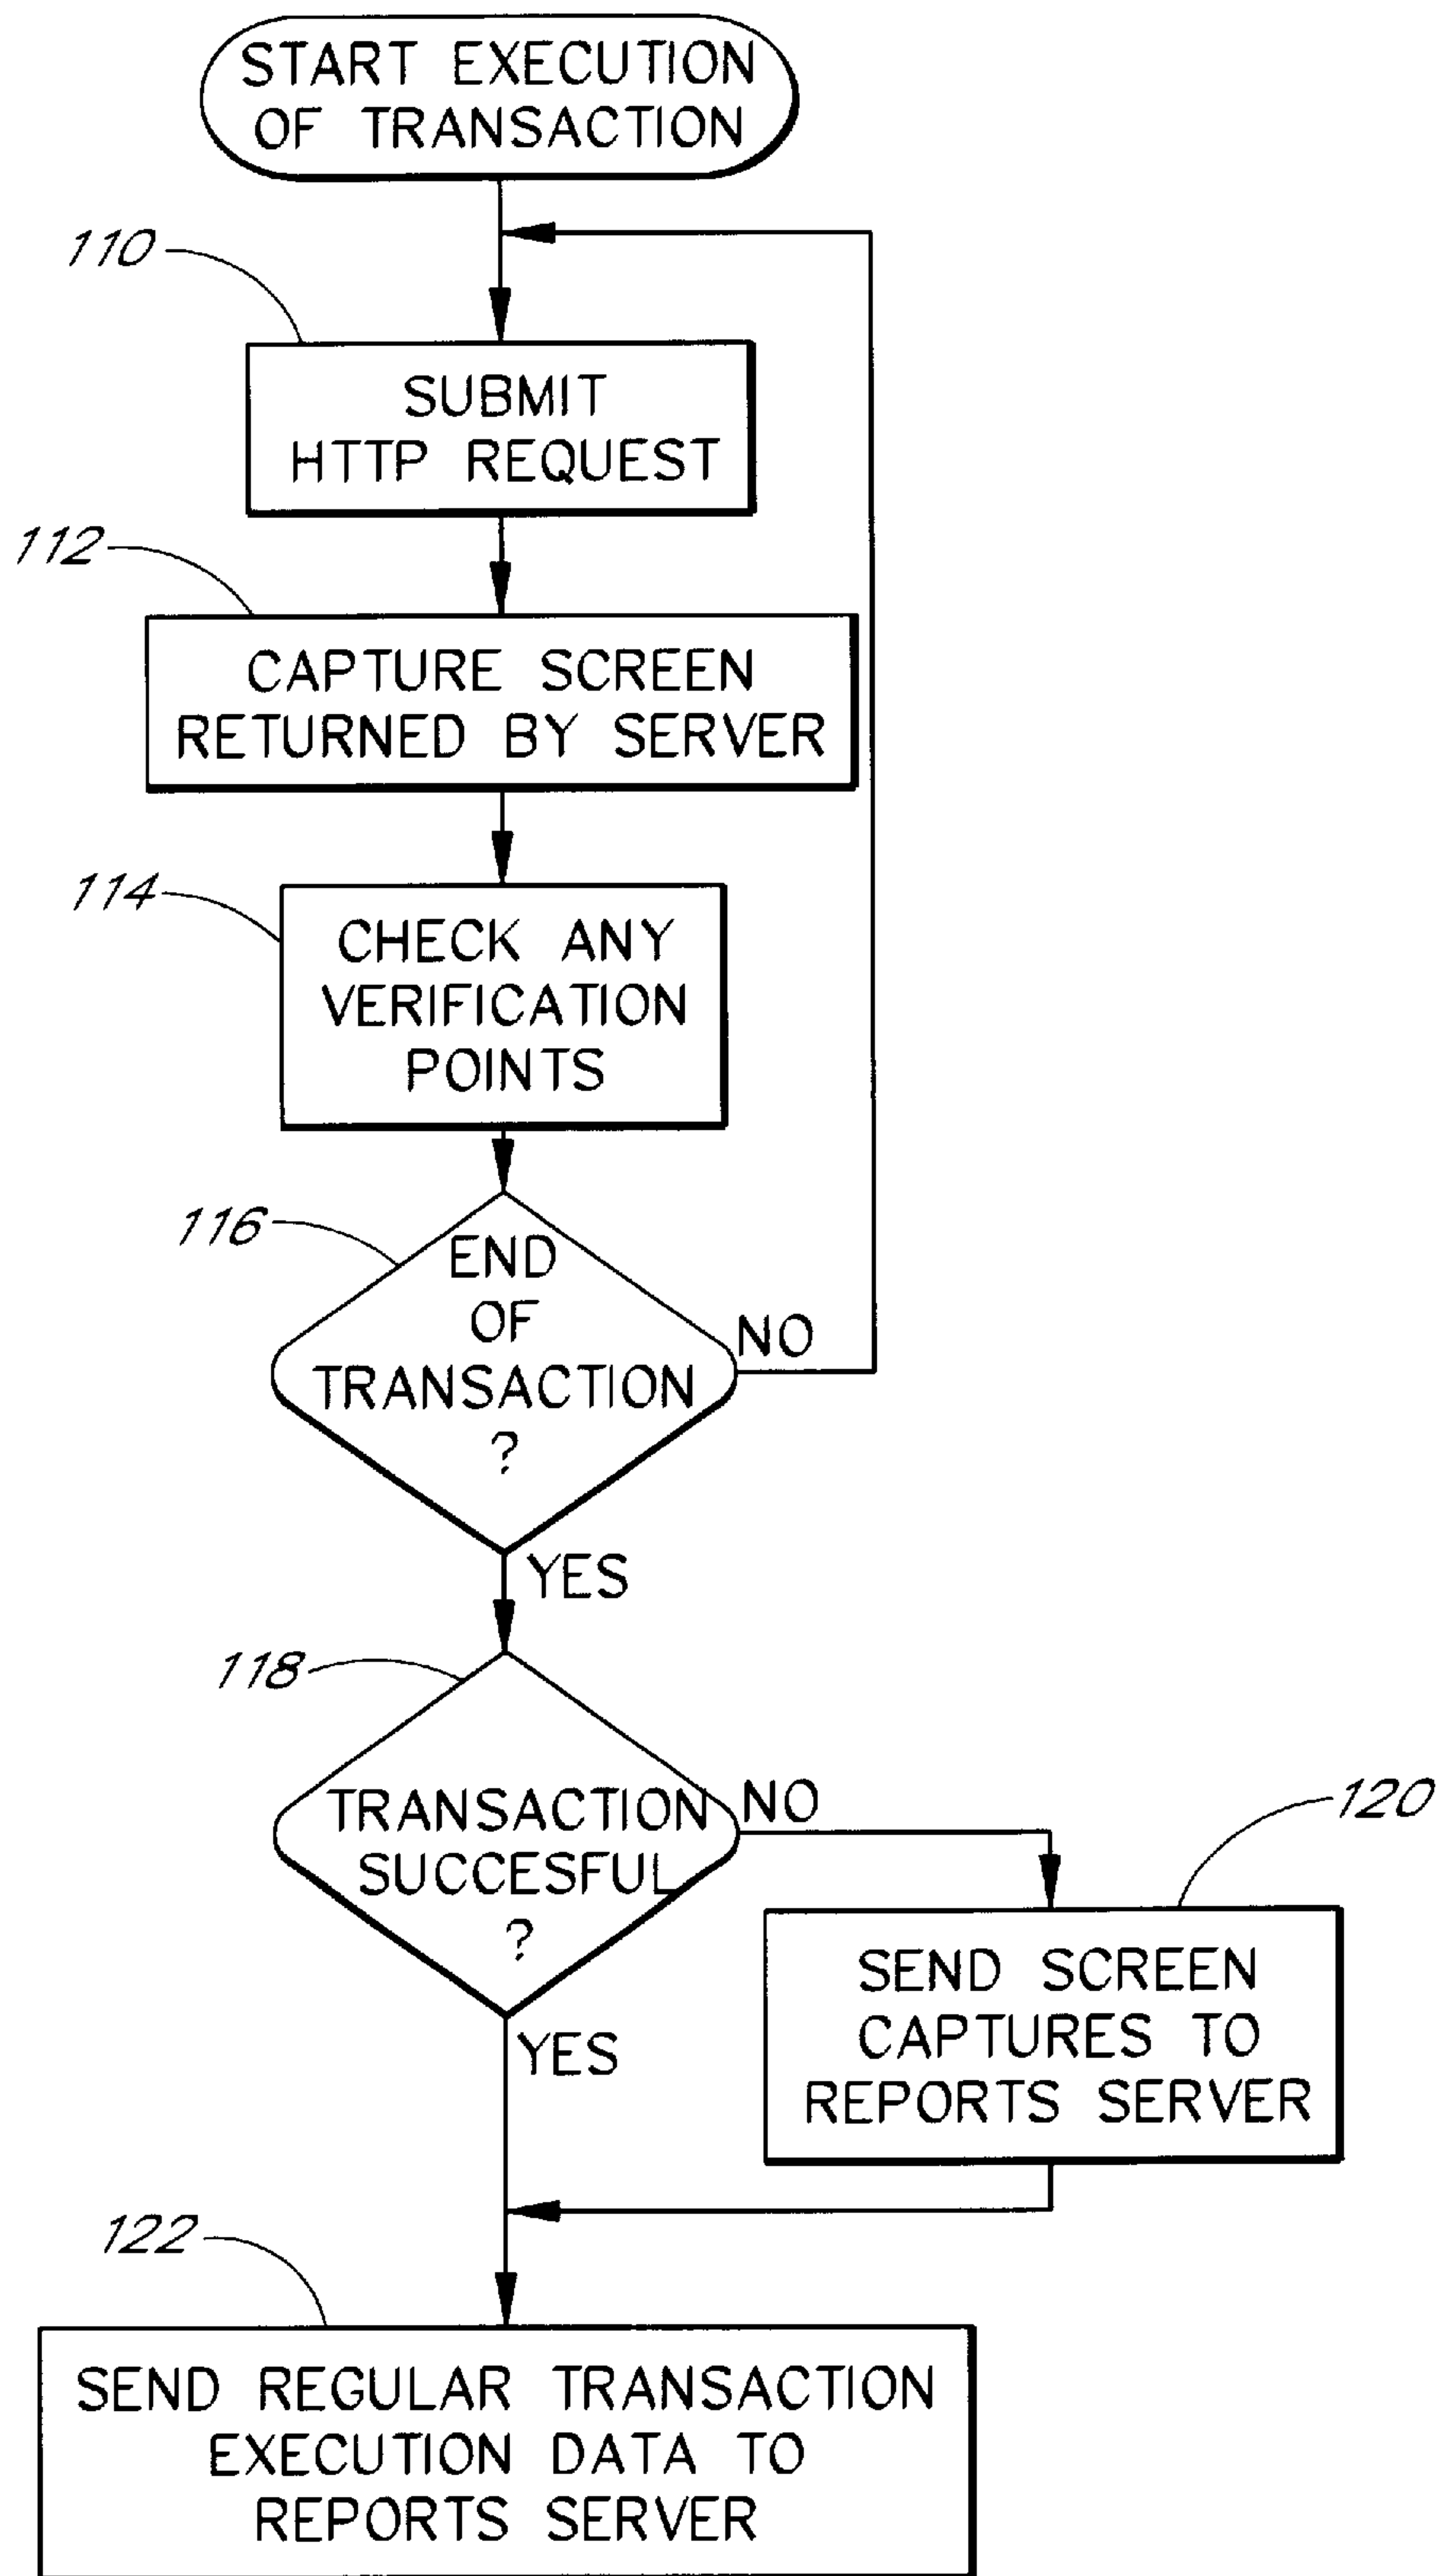 START EXECUTION
OF TRANSACTION
110
SUBMIT
HTTP REQUEST
112
CAPTURE SCREEN
RETURNED BY SERVER
114
CHECK ANY
VERIFICATION
POINTS
116
END
OF
TRANSACTION
?
NO
YES
118
TRANSACTION
SUCCESFUL
?
NO
YES
120
SEND SCREEN
CAPTURES TO
REPORTS SERVER
122
SEND REGULAR TRANSACTION
EXECUTION DATA TO
REPORTS SERVER